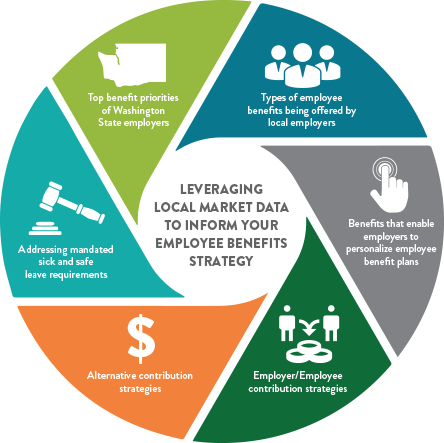 Top benefit priorities
of Washington
State employers
Types of employee
benefits being offered by
local employers
LEVERAGING
LOCAL MARKET DATA
TO INFORM YOUR
EMPLOYEE BENEFITS
STRATEGY
Benefits that enable
employers to
personalize employee
benefit plans
Addressing mandated
sick and safe
leave requirements
$
Alternative contribution
strategies
Employer/Employee
contribution strategies